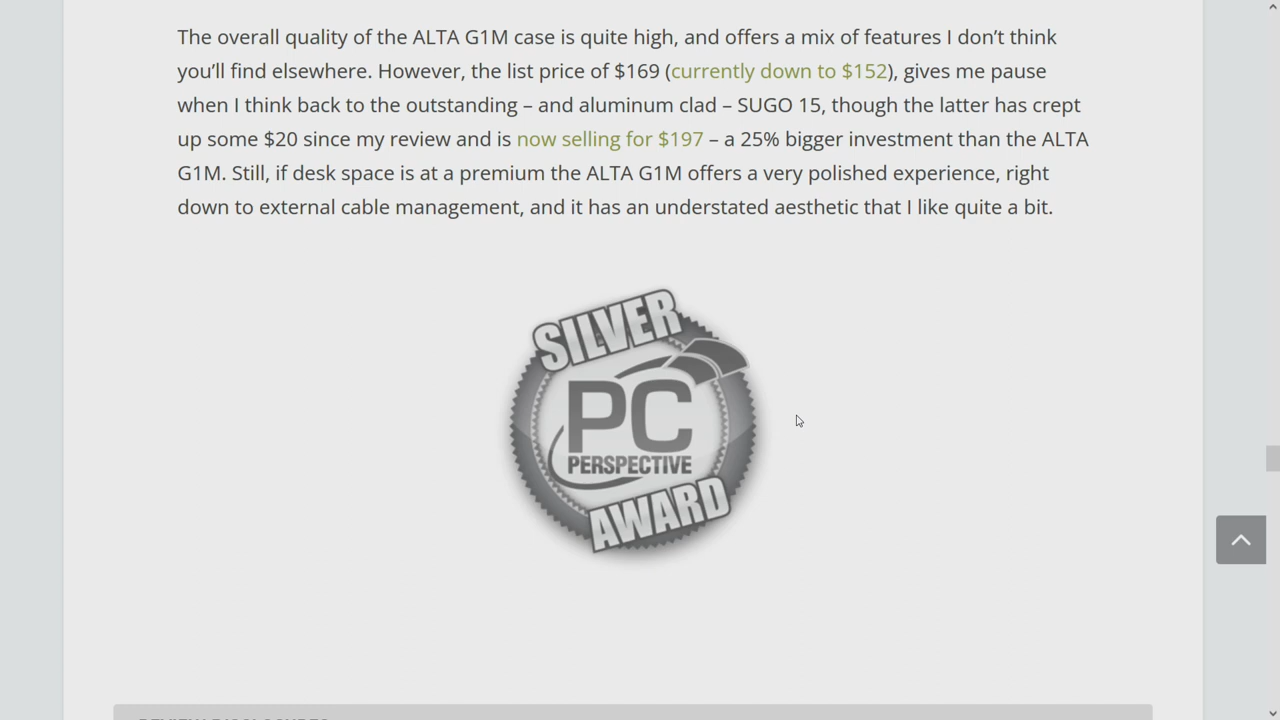 The overall quality of the ALTA G1M case is quite high, and offers a mix of features I don’t think
you’ll find elsewhere. However, the list price of $169 (currently down to $152), gives me pause
when I think back to the outstanding – and aluminum clad – SUGO 15, though the latter has crept
up some $20 since my review and is now selling for $197 – a 25% bigger investment than the ALTA
G1M. Still, if desk space is at a premium the ALTA G1M offers a very polished experience, right
down to external cable management, and it has an understated aesthetic that I like quite a bit.
SILVER
PC
PERSPECTIVE
AWARD